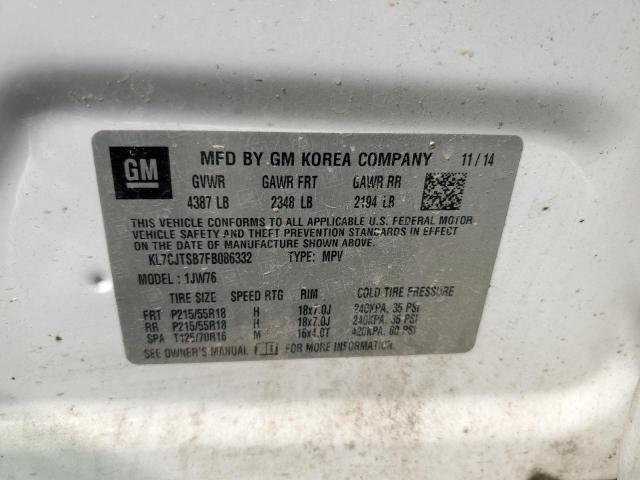 GM MFD BY GM KOREA COMPANY 11/14
GVWR GAWR FRT GAWR RR
4387 LB 2348 LB 2194 LB
THIS VEHICLE CONFORMS TO ALL APPLICABLE U.S. FEDERAL MOTOR
VEHICLE SAFETY AND THEFT PREVENTION STANDARDS IN EFFECT
ON THE DATE OF MANUFACTURE SHOWN ABOVE.
KL7CJTSB7FB086332 TYPE: MPV
MODEL: 1JW76
TIRE SIZE SPEED RTG RIM COLD TIRE PRESSURE
FRT P215/55R18 H 18x7.0J 240KPA, 35 PSI
RR P215/55R18 H 18x7.0J 240KPA, 35 PSI
SPA T125/70R16 M 16x4.0T 420KPA, 60 PSI
SEE OWNER'S MANUAL FOR MORE INFORMATION